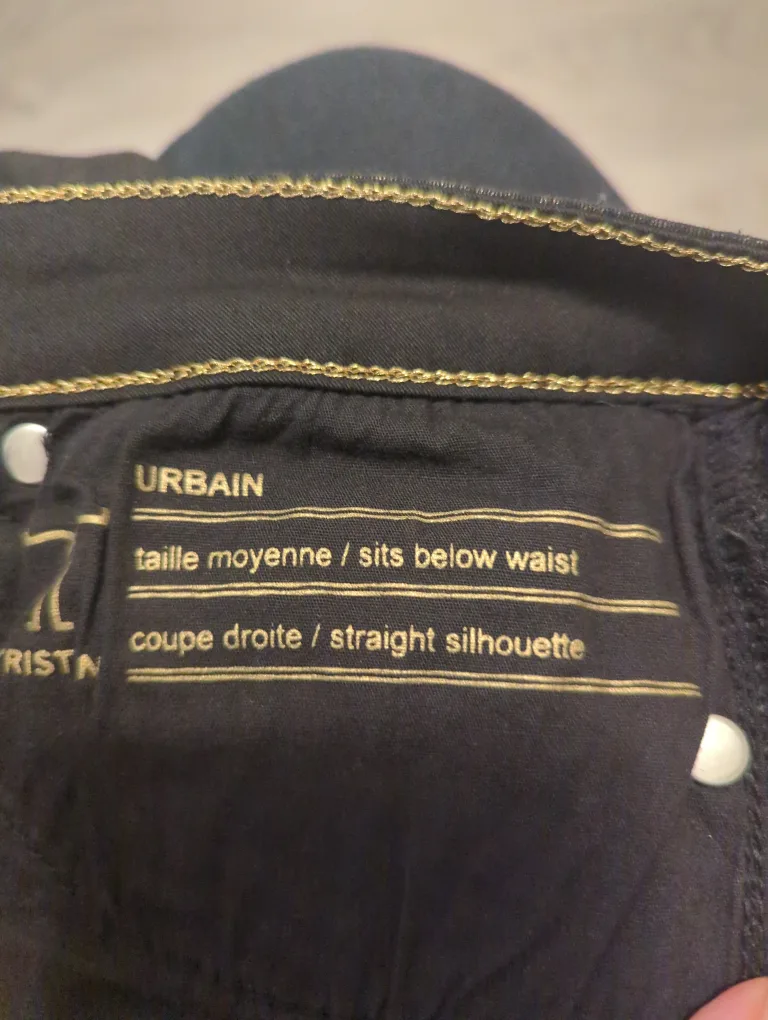 URBAIN
taille moyenne / sits below waist
coupe droite / straight silhouette